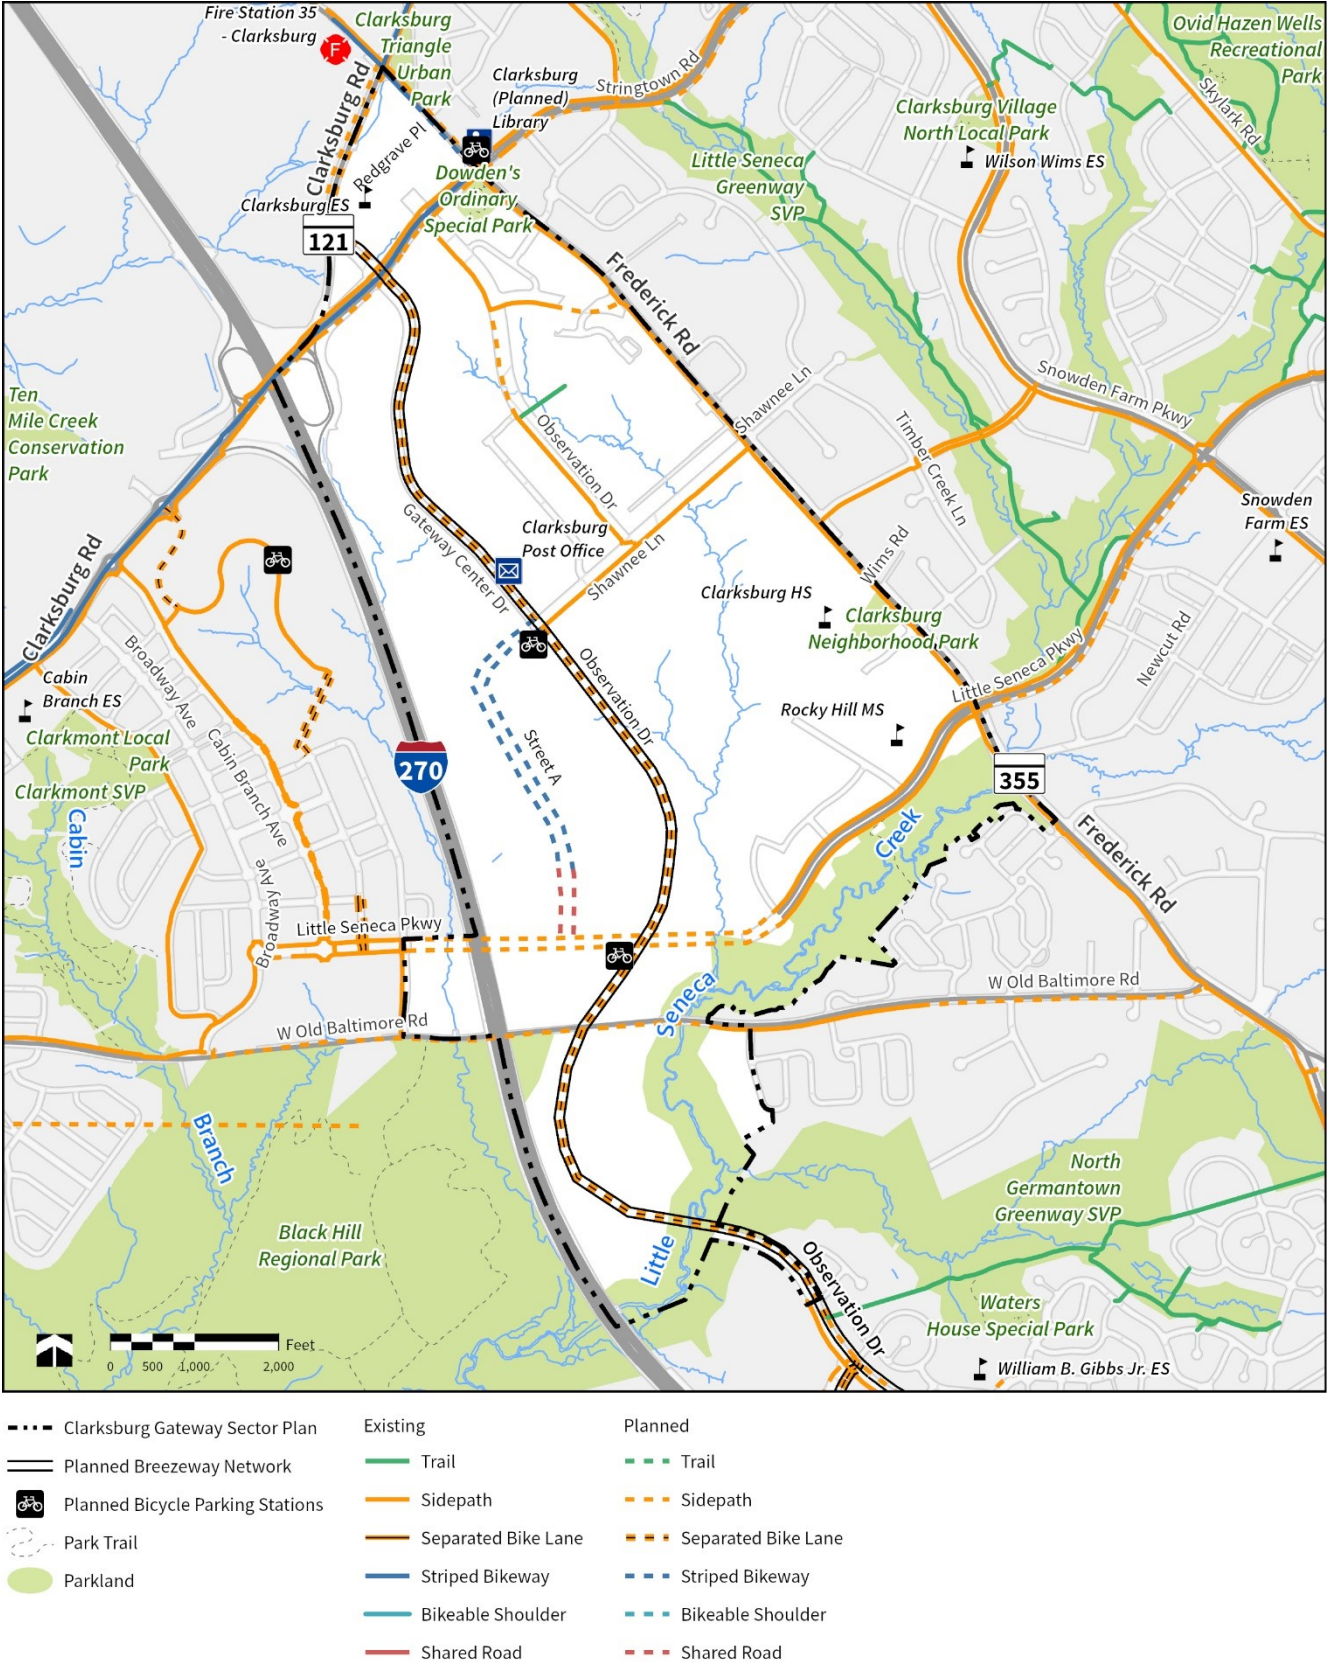 Fire Station 35
- Clarksburg
Clarksburg
Triangle
Urban
Park
Clarksburg
(Planned)
Library
Stringtown Rd
Ovid Hazen Wells
Recreational
Park
Skylark Rd
Clarksburg Village
North Local Park
Wilson Wims ES
Little Seneca
Greenway
SVP
Clarksburg Rd
Redgrave Pl
Clarksburg ES
Dowden's
Ordinary
Special Park
121
Frederick Rd
Snowden Farm Pkwy
Shawnee Ln
Timber Creek Ln
Ten
Mile Creek
Conservation
Park
Observation Dr
Snowden
Farm ES
Gateway Center Dr
Clarksburg
Post Office
Shawnee Ln
Wims Rd
Clarksburg HS
Clarksburg
Neighborhood Park
Clarksburg Rd
Newcut Rd
Little Seneca Pkwy
Cabin
Branch ES
Broadway Ave
Observation Dr
Rocky Hill MS
Clarkmont Local
Park
Clarkmont SVP
Cabin Branch Ave
Street A
270
355
Cabin
Creek
Frederick Rd
Broadway Ave
Little Seneca Pkwy
Seneca
W Old Baltimore Rd
W Old Baltimore Rd
Branch
North
Germantown
Greenway SVP
Black Hill
Regional Park
Little
Observation Dr
Waters
House Special Park
William B. Gibbs Jr. ES
Feet
0 500 1,000 2,000
Clarksburg Gateway Sector Plan
Planned Breezeway Network
Planned Bicycle Parking Stations
Park Trail
Parkland
Existing
Trail
Sidepath
Separated Bike Lane
Striped Bikeway
Bikeable Shoulder
Shared Road
Planned
Trail
Sidepath
Separated Bike Lane
Striped Bikeway
Bikeable Shoulder
Shared Road
F